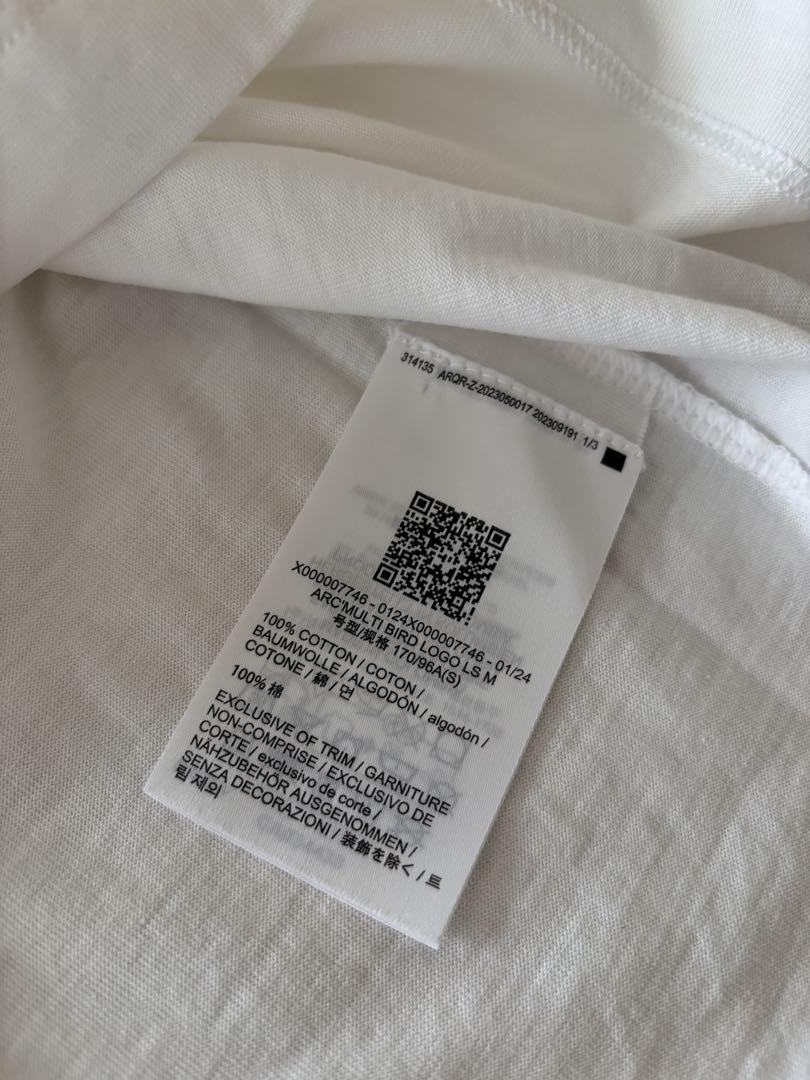 314135 ARQR-Z-2023050017 202309191 1/3
X000007746 - 0124X000007746 - 01/24
ARC'MULTI BIRD LOGO LS M
号型/规格 170/96A(S)
100% COTTON / COTON /
BAUMWOLLE / ALGODÓN / algodón /
COTONE / 綿 / 면
100% 棉
EXCLUSIVE OF TRIM / GARNITURE
NON-COMPRISE / EXCLUSIVO DE
CORTE / exclusivo de corte /
NÄHZUBEHÖR AUSGENOMMEN /
SENZA DECORAZIONI / 装飾を除く / 트
림 제외